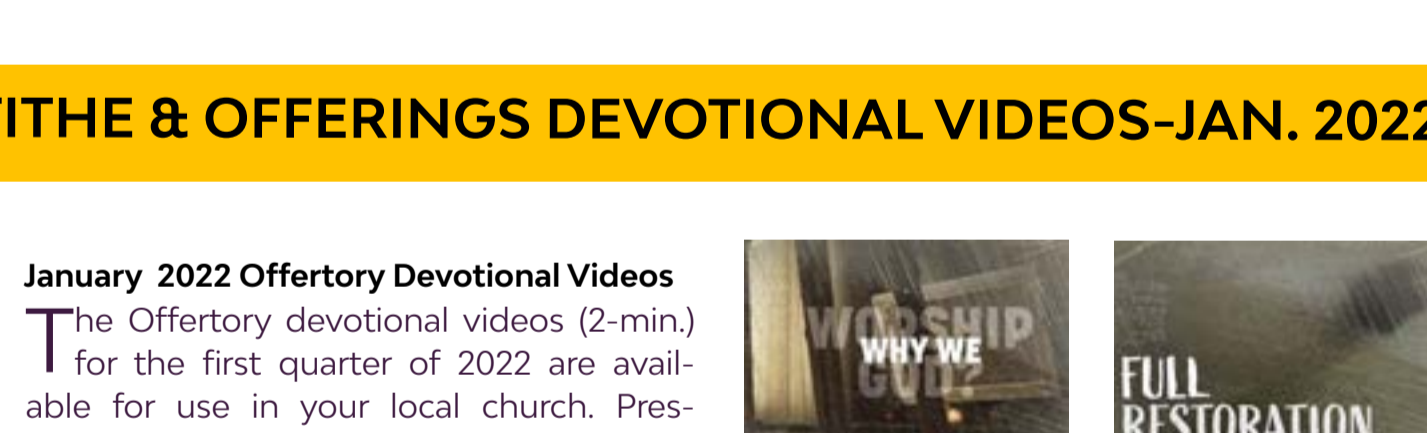 TITHE & OFFERINGS DEVOTIONAL VIDEOS-JAN. 2022
January 2022 Offertory Devotional Videos
The Offertory devotional videos (2-min.)
for the first quarter of 2022 are avail-
able for use in your local church. Pres-
WORSHIP
WHY WE
GOD?
FULL
RESTORATION